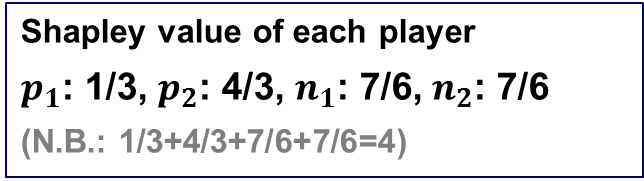 Shapley value of each player
p₁: 1/3, p₂: 4/3, n₁: 7/6, n₂: 7/6
(N.B.: 1/3+4/3+7/6+7/6=4)